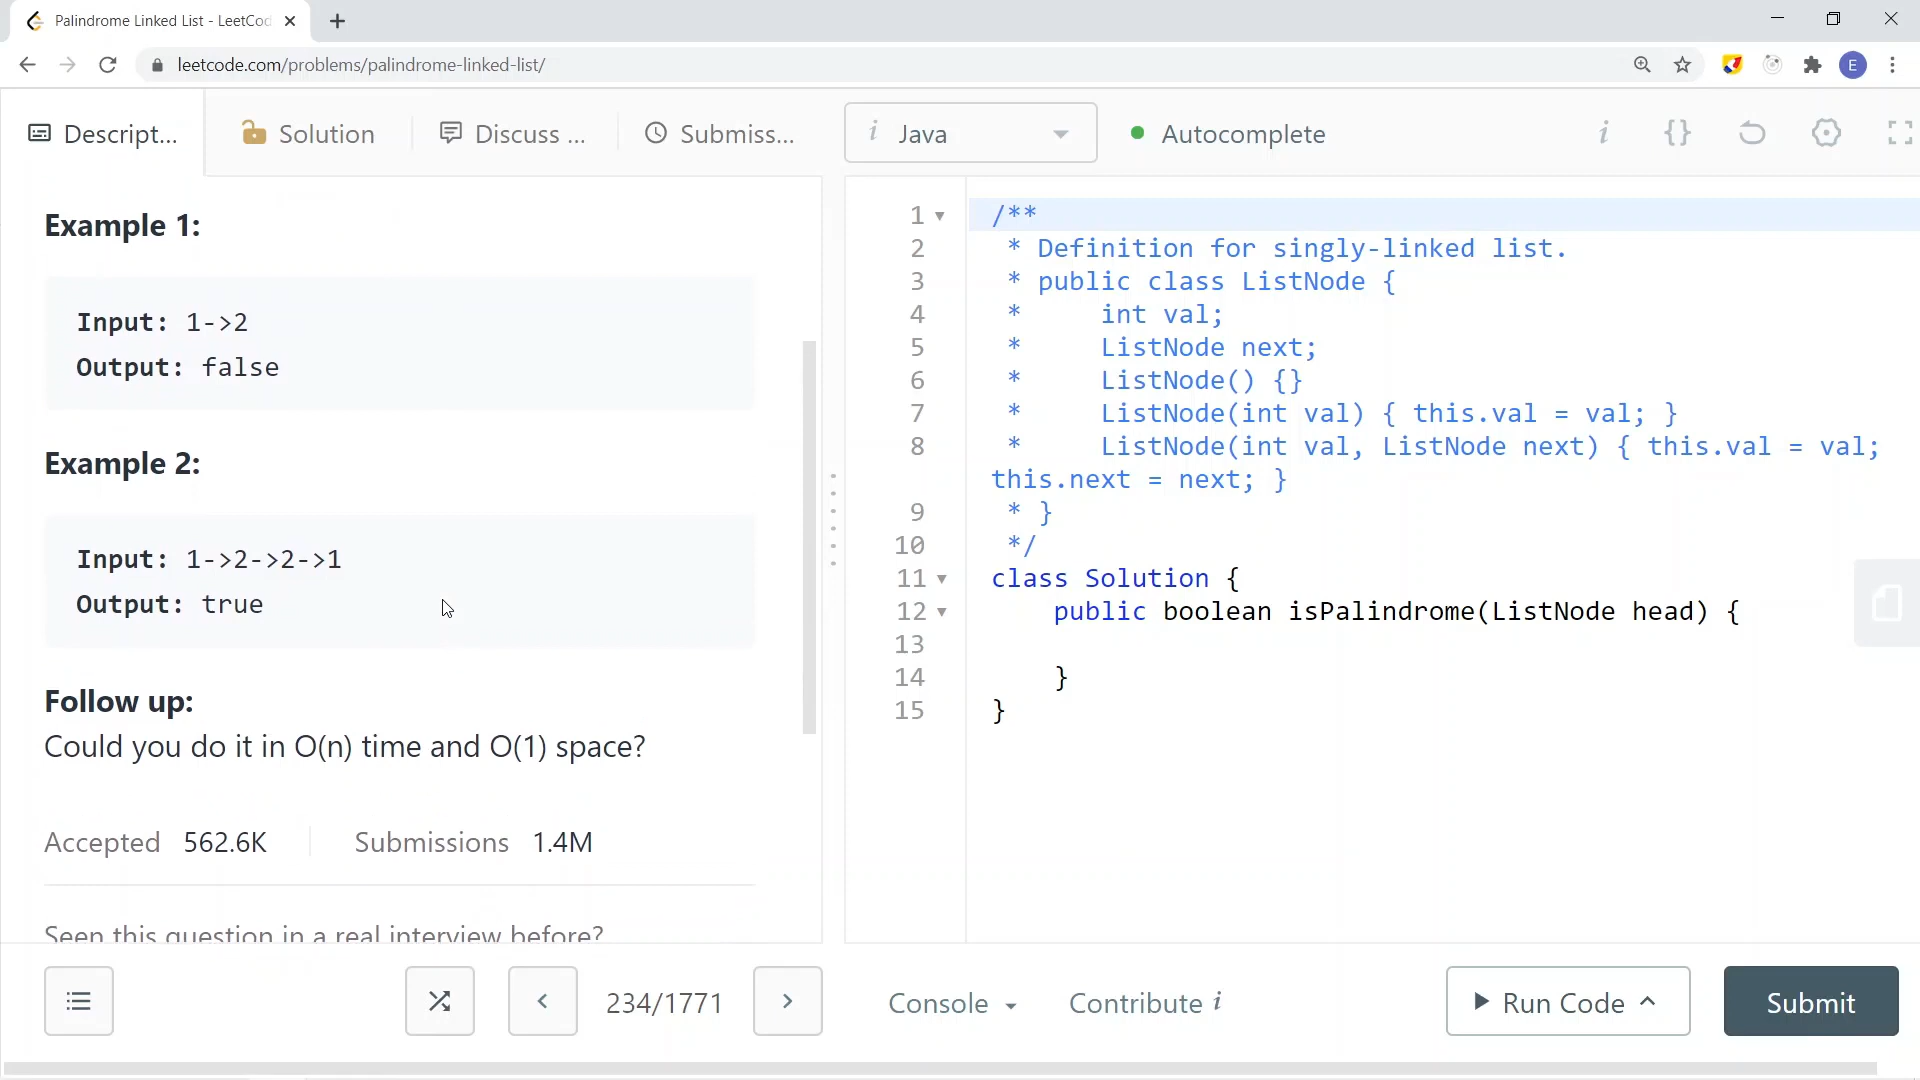 Palindrome Linked List - LeetCod
leetcode.com/problems/palindrome-linked-list/
E
Descript...
Solution
Discuss ...
Submiss...
i Java
Autocomplete
i {}
Example 1:
Input: 1->2
Output: false
Example 2:
Input: 1->2->2->1
Output: true
Follow up:
Could you do it in O(n) time and O(1) space?
Accepted 562.6K
Submissions 1.4M
Seen this question in a real interview before?
1 /**
2 * Definition for singly-linked list.
3 * public class ListNode {
4 *     int val;
5 *     ListNode next;
6 *     ListNode() {}
7 *     ListNode(int val) { this.val = val; }
8 *     ListNode(int val, ListNode next) { this.val = val;
this.next = next; }
9 * }
10 */
11 class Solution {
12     public boolean isPalindrome(ListNode head) {
13
14     }
15 }
234/1771
Console
Contribute i
Run Code
Submit